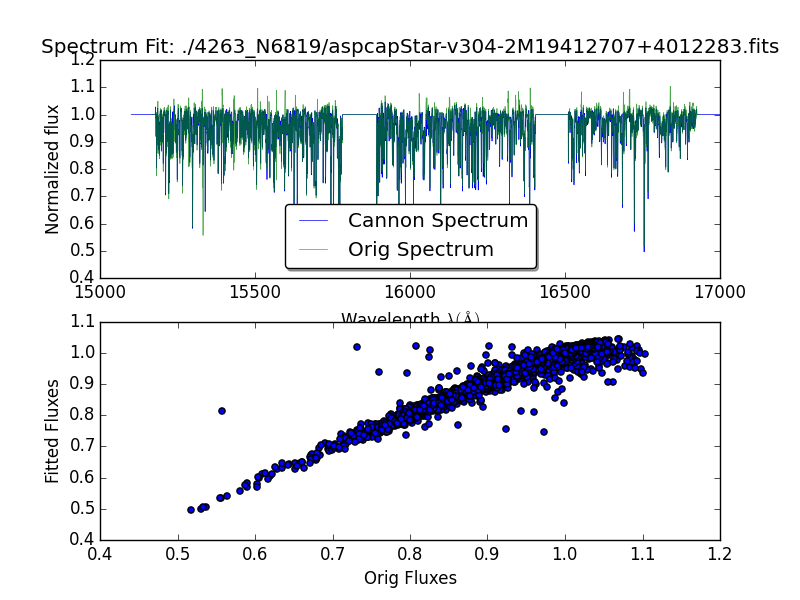 Spectrum Fit: ./4263_N6819/aspcapStar-v304-2M19412707+4012283.fits
1.2
1.1
1.0
0.9
0.8
0.7
0.6
0.5
0.4
Normalized flux
Cannon Spectrum
Orig Spectrum
15000 15500 16000 16500 17000
Wavelength λ(Å)
1.1
1.0
0.9
0.8
0.7
0.6
0.5
0.4
Fitted Fluxes
0.4 0.5 0.6 0.7 0.8 0.9 1.0 1.1 1.2
Orig Fluxes